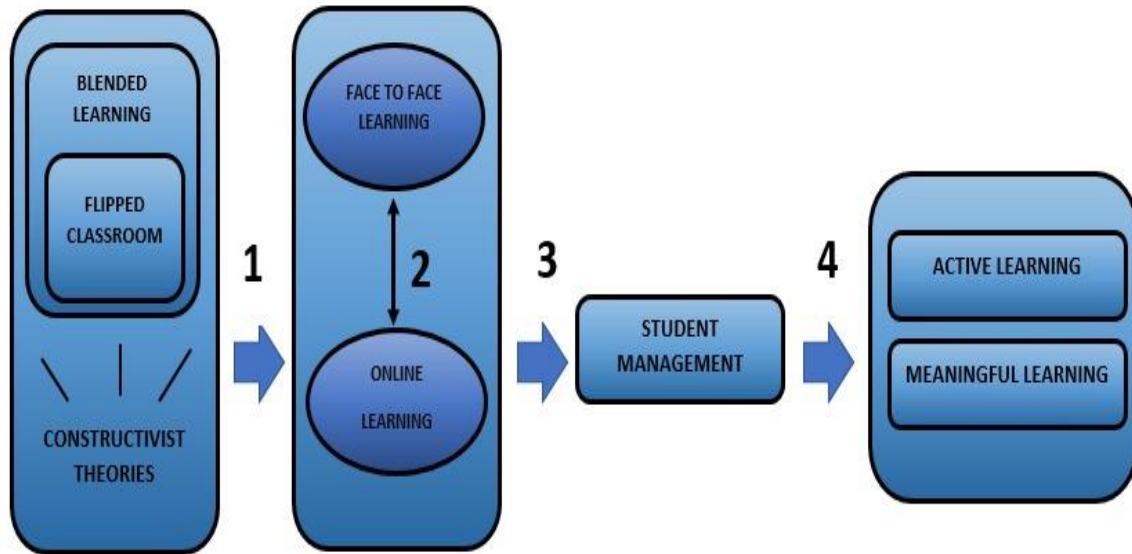 BLENDED
LEARNING
FLIPPED
CLASSROOM
CONSTRUCTIVIST
THEORIES
1
FACE TO FACE
LEARNING
2
ONLINE
LEARNING
3
STUDENT
MANAGEMENT
4
ACTIVE LEARNING
MEANINGFUL LEARNING